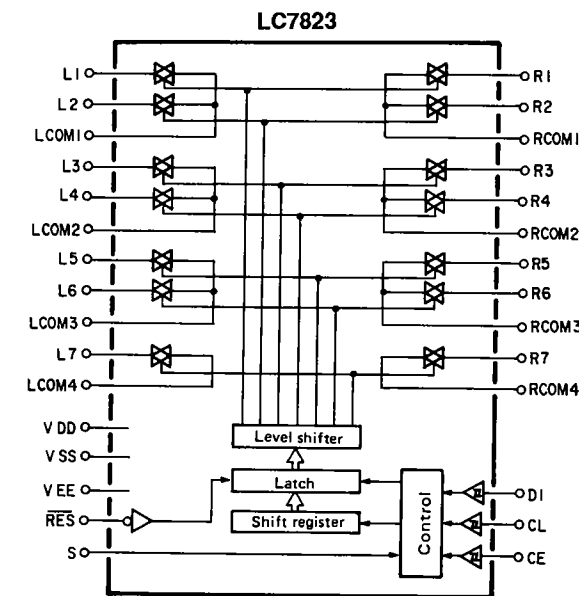 LC7823
L1
R1
L2
R2
LCOM1
RCOM1
L3
R3
L4
R4
LCOM2
RCOM2
L5
R5
L6
R6
LCOM3
RCOM3
L7
R7
LCOM4
RCOM4
VDD
Level shifter
VSS
VEE
Latch
DI
RES
Shift register
Control
CL
S
CE